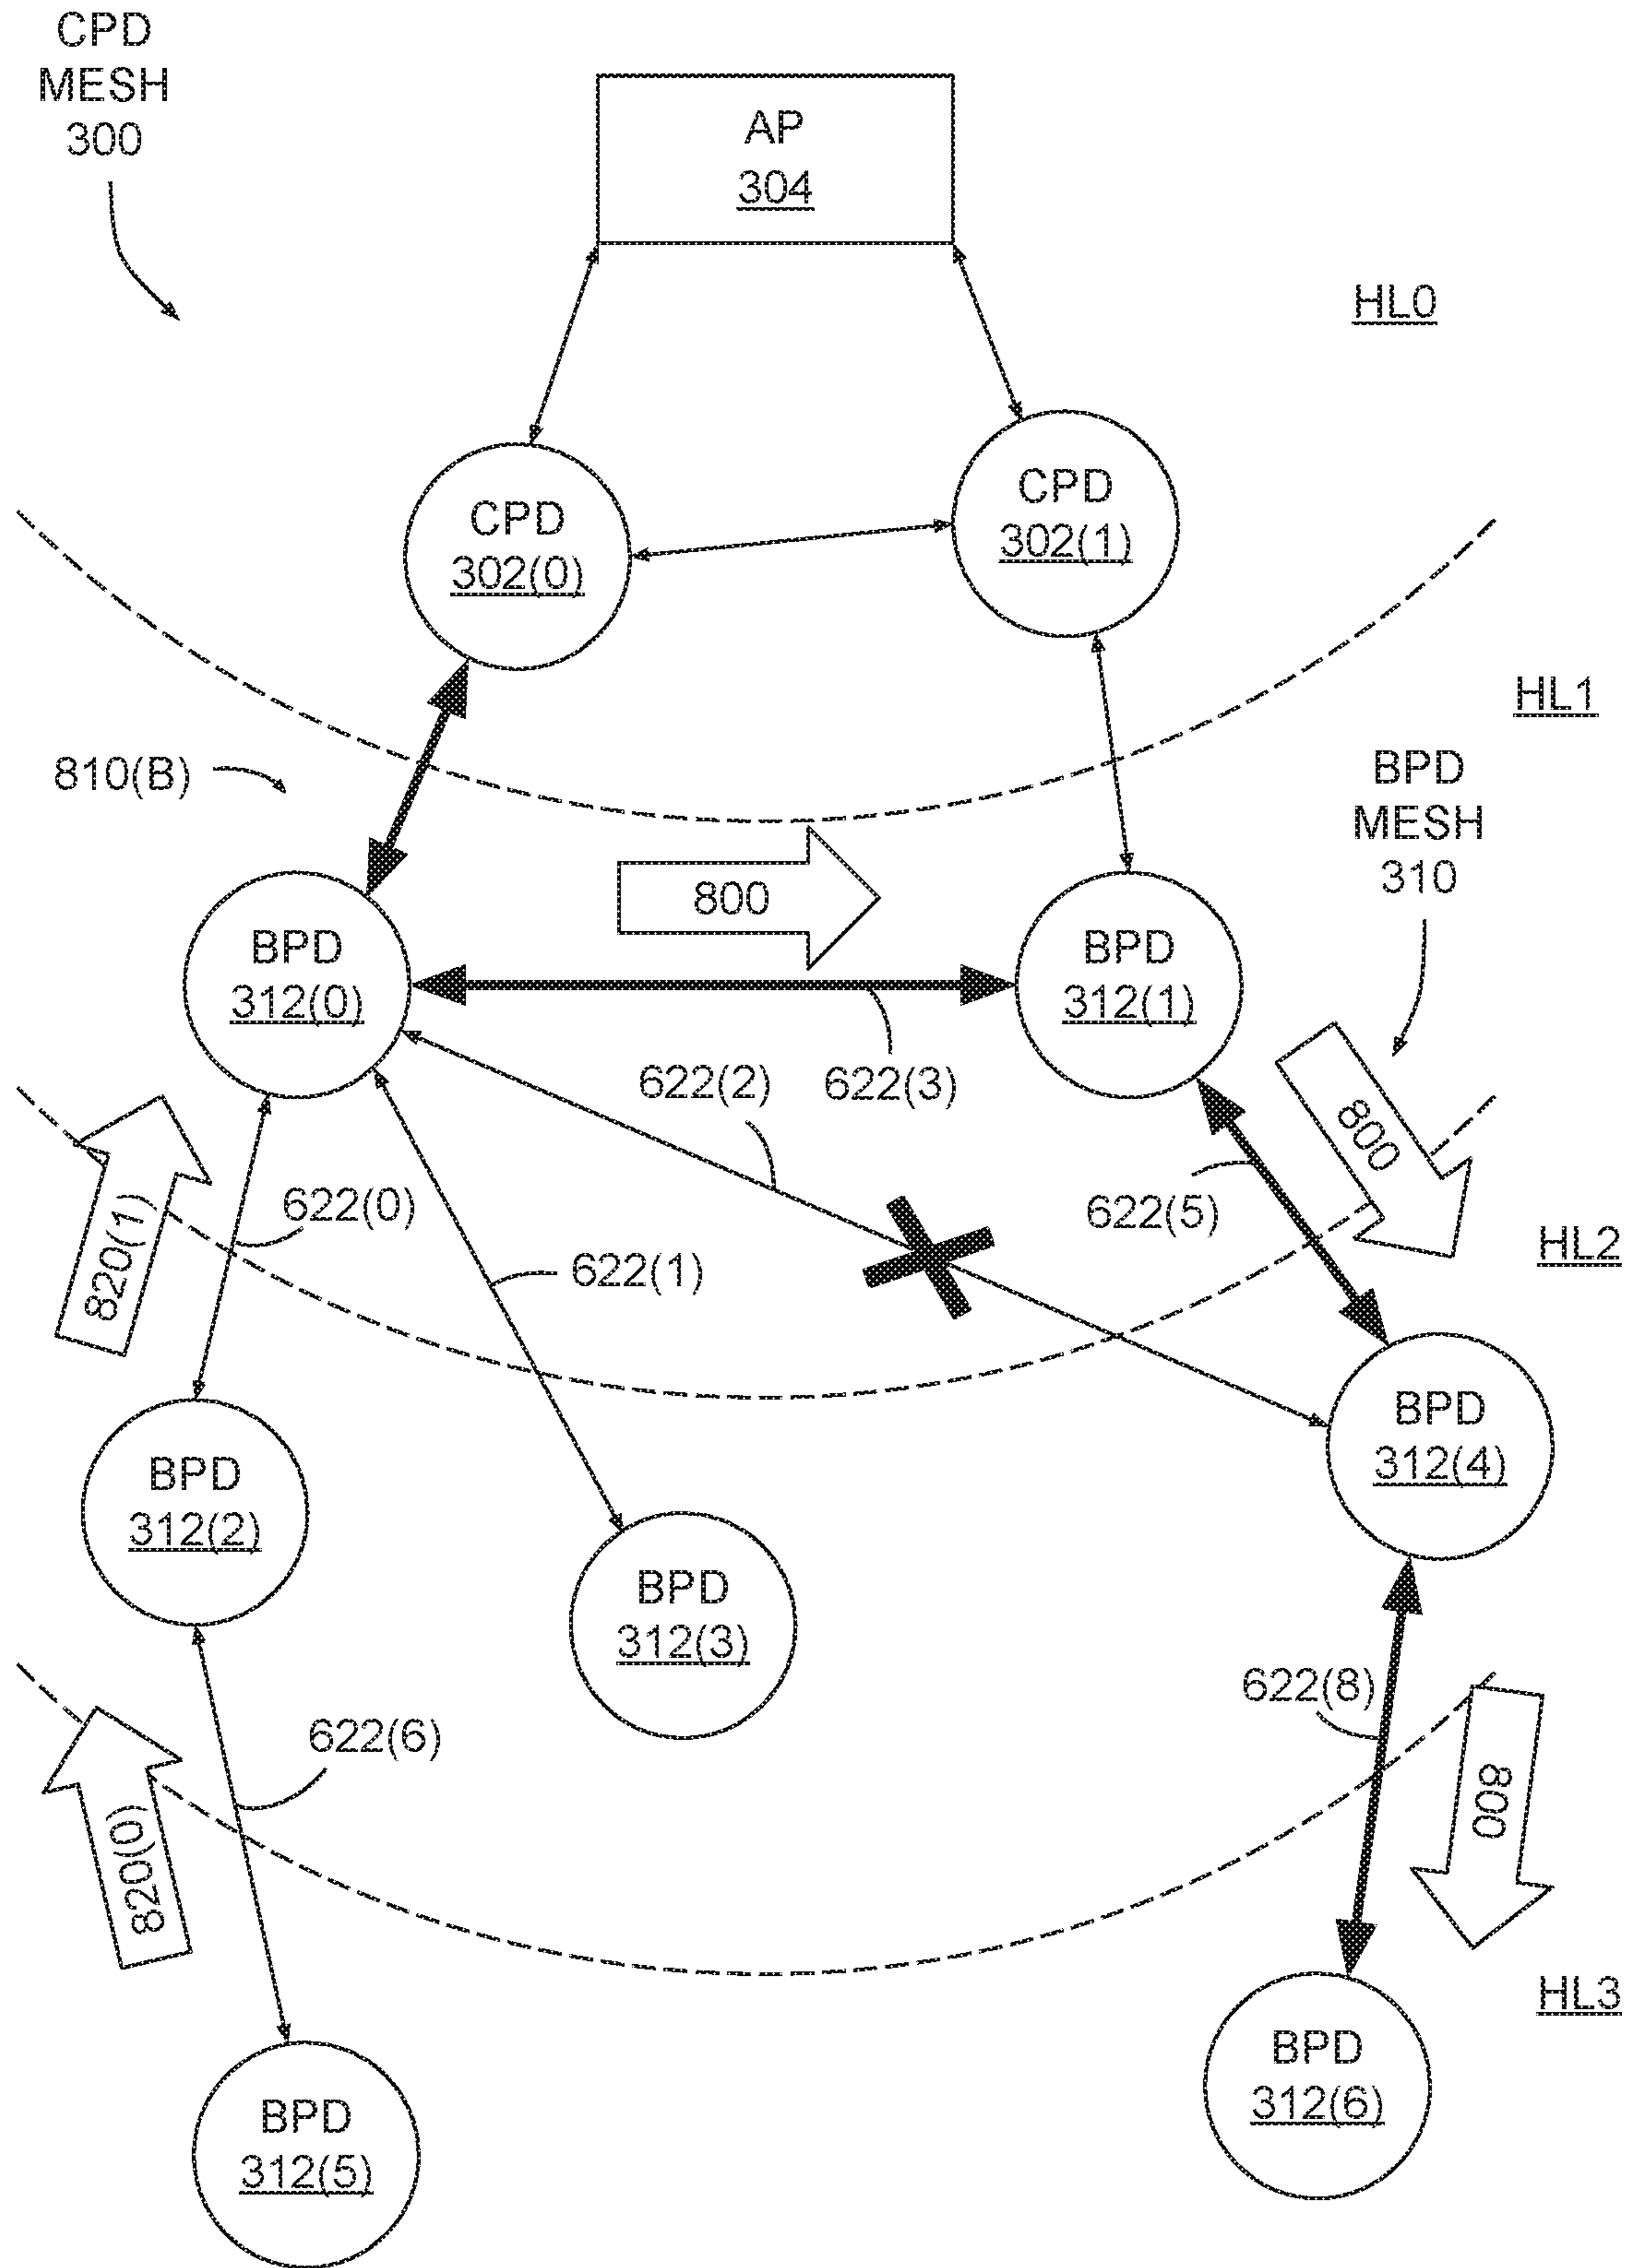 CPD
MESH
300
AP
304
HL0
CPD
302(0)
CPD
302(1)
HL1
810(B)
BPD
MESH
310
800
BPD
312(0)
BPD
312(1)
622(2)
622(3)
800
820(1)
622(0)
622(5)
622(1)
HL2
BPD
312(2)
BPD
312(4)
BPD
312(3)
622(8)
622(6)
800
820(0)
HL3
BPD
312(6)
BPD
312(5)